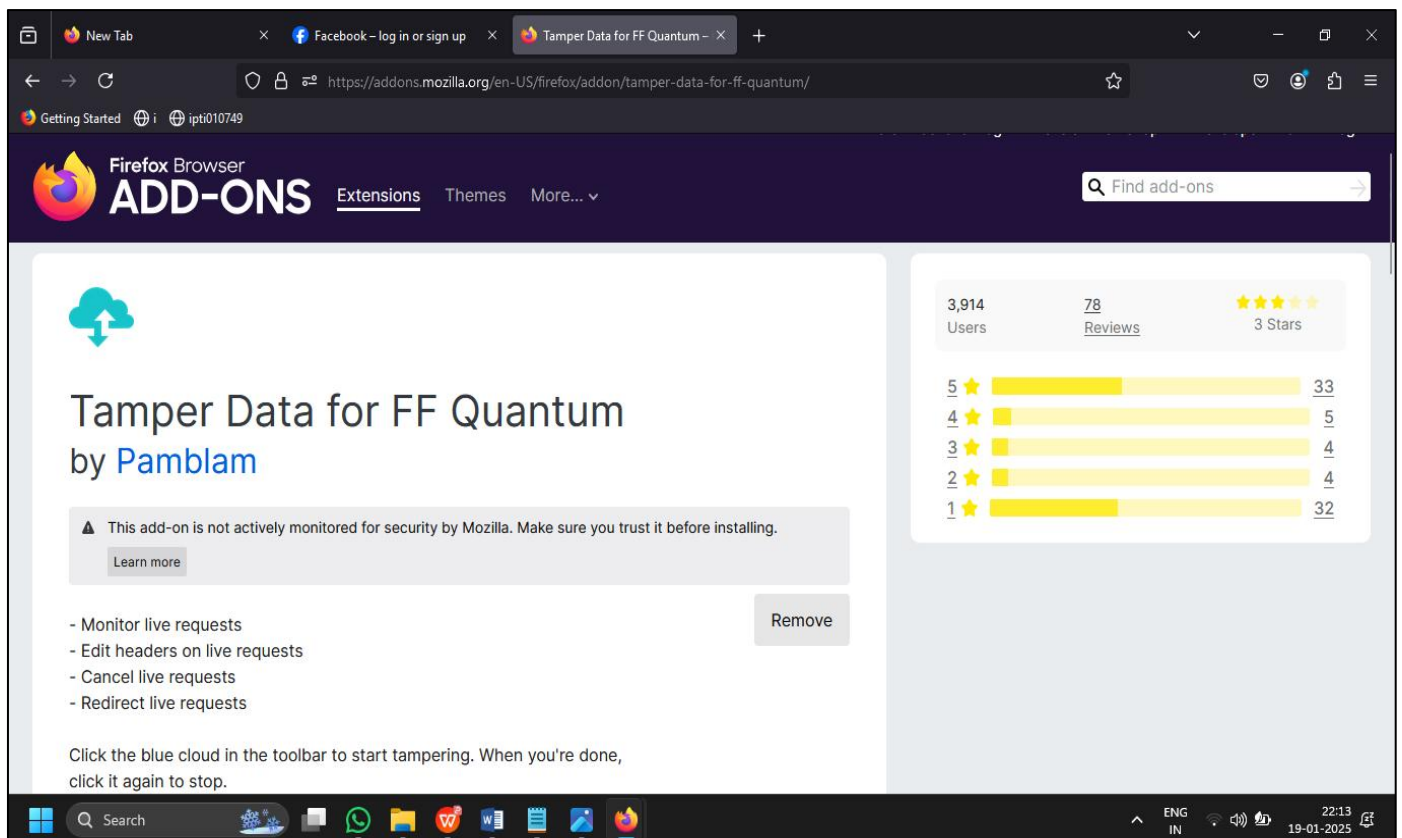 New Tab
Facebook – log in or sign up
Tamper Data for FF Quantum –
https://addons.mozilla.org/en-US/firefox/addon/tamper-data-for-ff-quantum/
Getting Started
i
ipti010749
Firefox Browser
ADD-ONS
Extensions
Themes
More...
Find add-ons
Tamper Data for FF Quantum
by Pamblam
This add-on is not actively monitored for security by Mozilla. Make sure you trust it before installing.
Learn more
- Monitor live requests
- Edit headers on live requests
- Cancel live requests
- Redirect live requests
Remove
Click the blue cloud in the toolbar to start tampering. When you're done,
click it again to stop.
3,914
Users
78
Reviews
3 Stars
5 33
4 5
3 4
2 4
1 32
Search
ENG
IN
22:13
19-01-2025